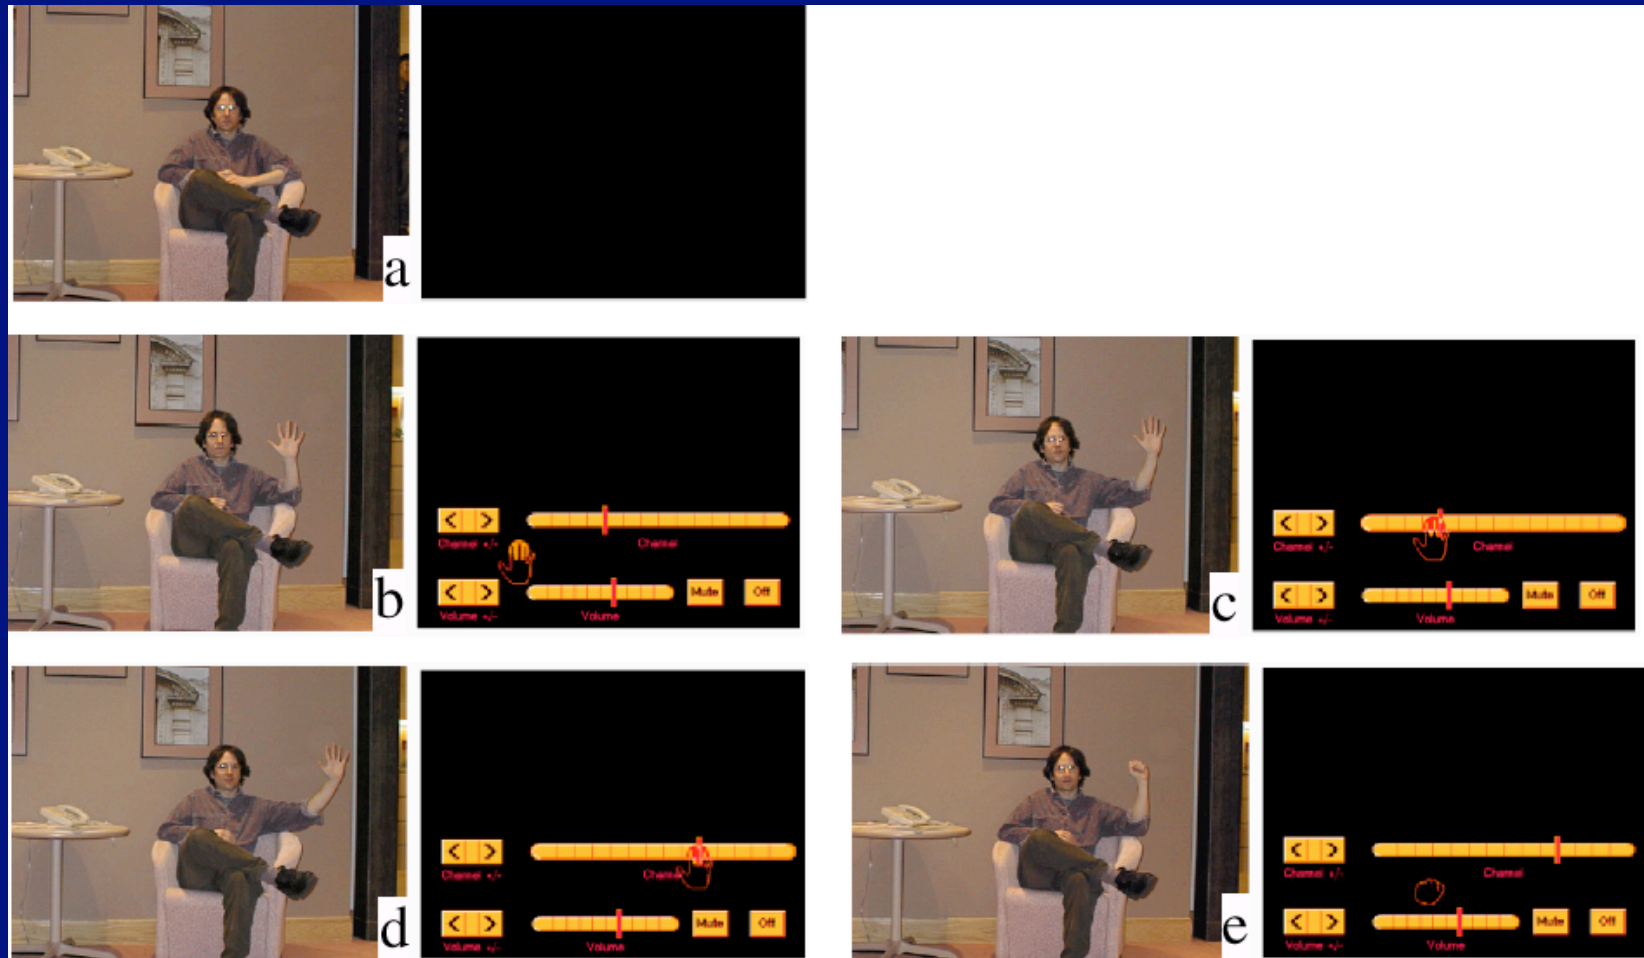 a
< >
Channel +/-
Channel
< >
Volume +/-
Volume
Mute
Off
b
< >
Channel +/-
Channel
< >
Volume +/-
Volume
Mute
Off
c
< >
Channel +/-
Channel
< >
Volume +/-
Volume
Mute
Off
d
< >
Channel +/-
Channel
< >
Volume +/-
Volume
Mute
Off
e